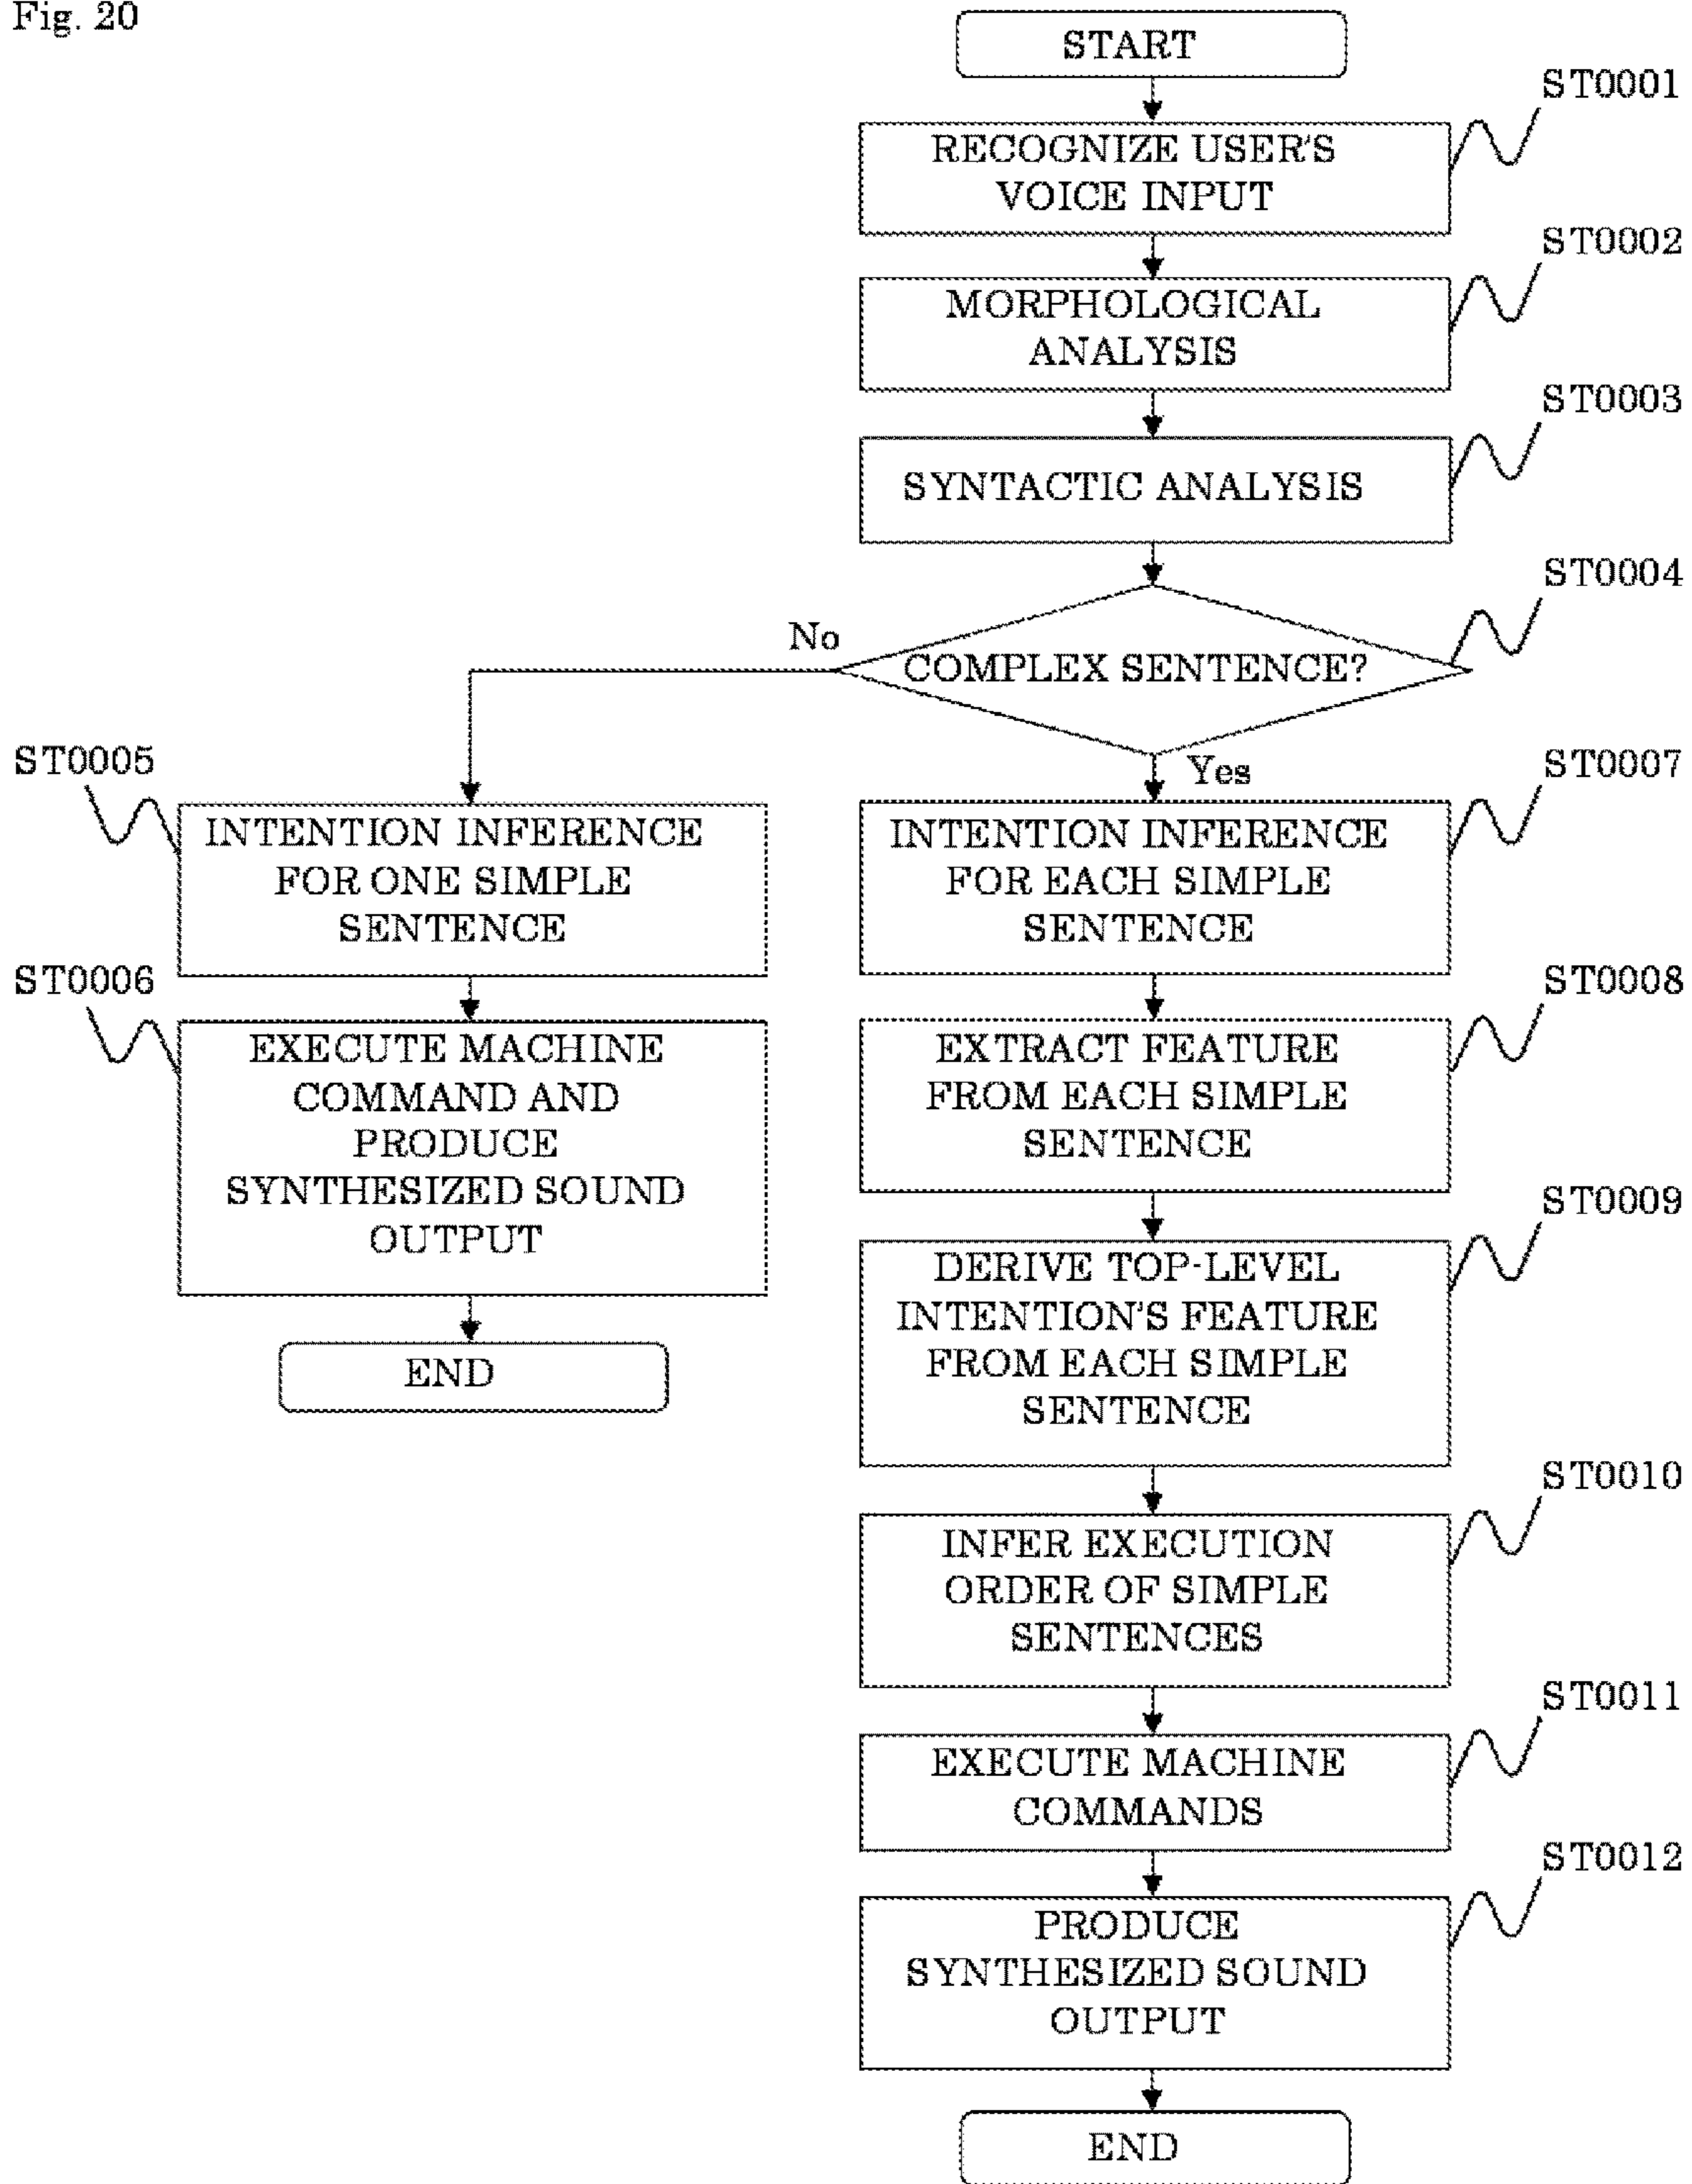 Fig. 20
START
ST0001
RECOGNIZE USER'S
VOICE INPUT
ST0002
MORPHOLOGICAL
ANALYSIS
ST0003
SYNTACTIC ANALYSIS
ST0004
COMPLEX SENTENCE?
No
Yes
ST0005
INTENTION INFERENCE
FOR ONE SIMPLE
SENTENCE
ST0006
EXECUTE MACHINE
COMMAND AND
PRODUCE
SYNTHESIZED SOUND
OUTPUT
END
ST0007
INTENTION INFERENCE
FOR EACH SIMPLE
SENTENCE
ST0008
EXTRACT FEATURE
FROM EACH SIMPLE
SENTENCE
ST0009
DERIVE TOP-LEVEL
INTENTION'S FEATURE
FROM EACH SIMPLE
SENTENCE
ST0010
INFER EXECUTION
ORDER OF SIMPLE
SENTENCES
ST0011
EXECUTE MACHINE
COMMANDS
ST0012
PRODUCE
SYNTHESIZED SOUND
OUTPUT
END